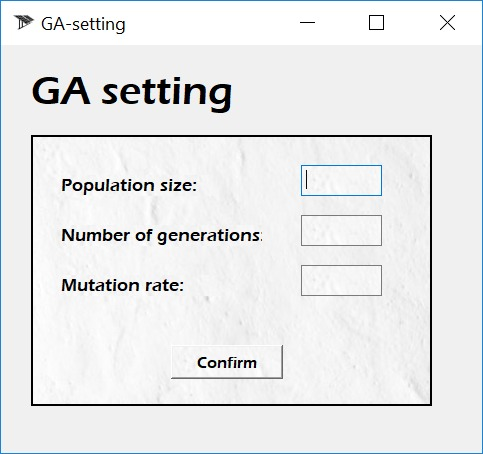 GA-setting
GA setting
Population size:
Number of generations:
Mutation rate:
Confirm